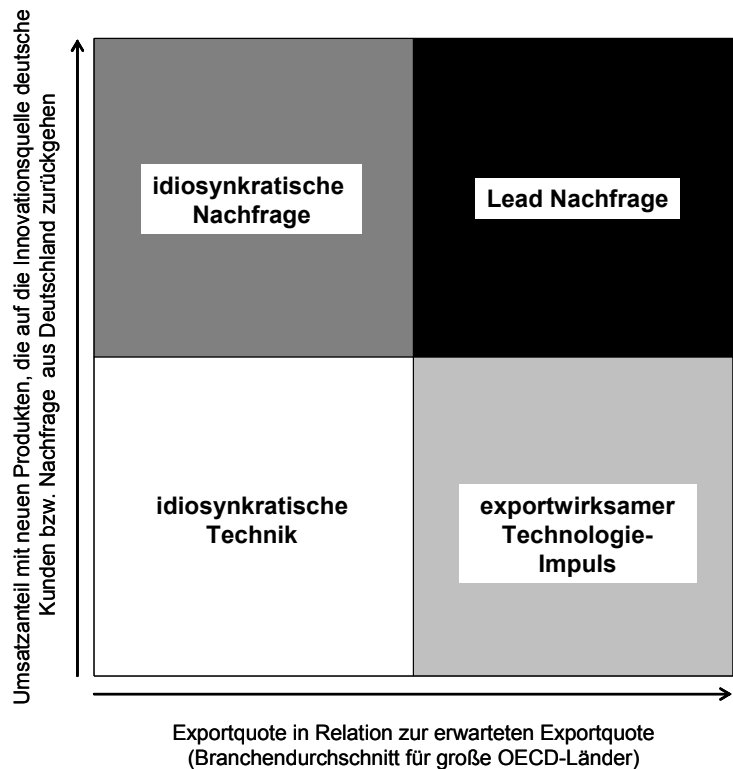 Umsatzanteil mit neuen Produkten, die auf die Innovationsquelle deutsche
Kunden bzw. Nachfrage aus Deutschland zurückgehen
idiosynkratische
Nachfrage
Lead Nachfrage
idiosynkratische
Technik
exportwirksamer
Technologie-
Impuls
Exportquote in Relation zur erwarteten Exportquote
(Branchendurchschnitt für große OECD-Länder)